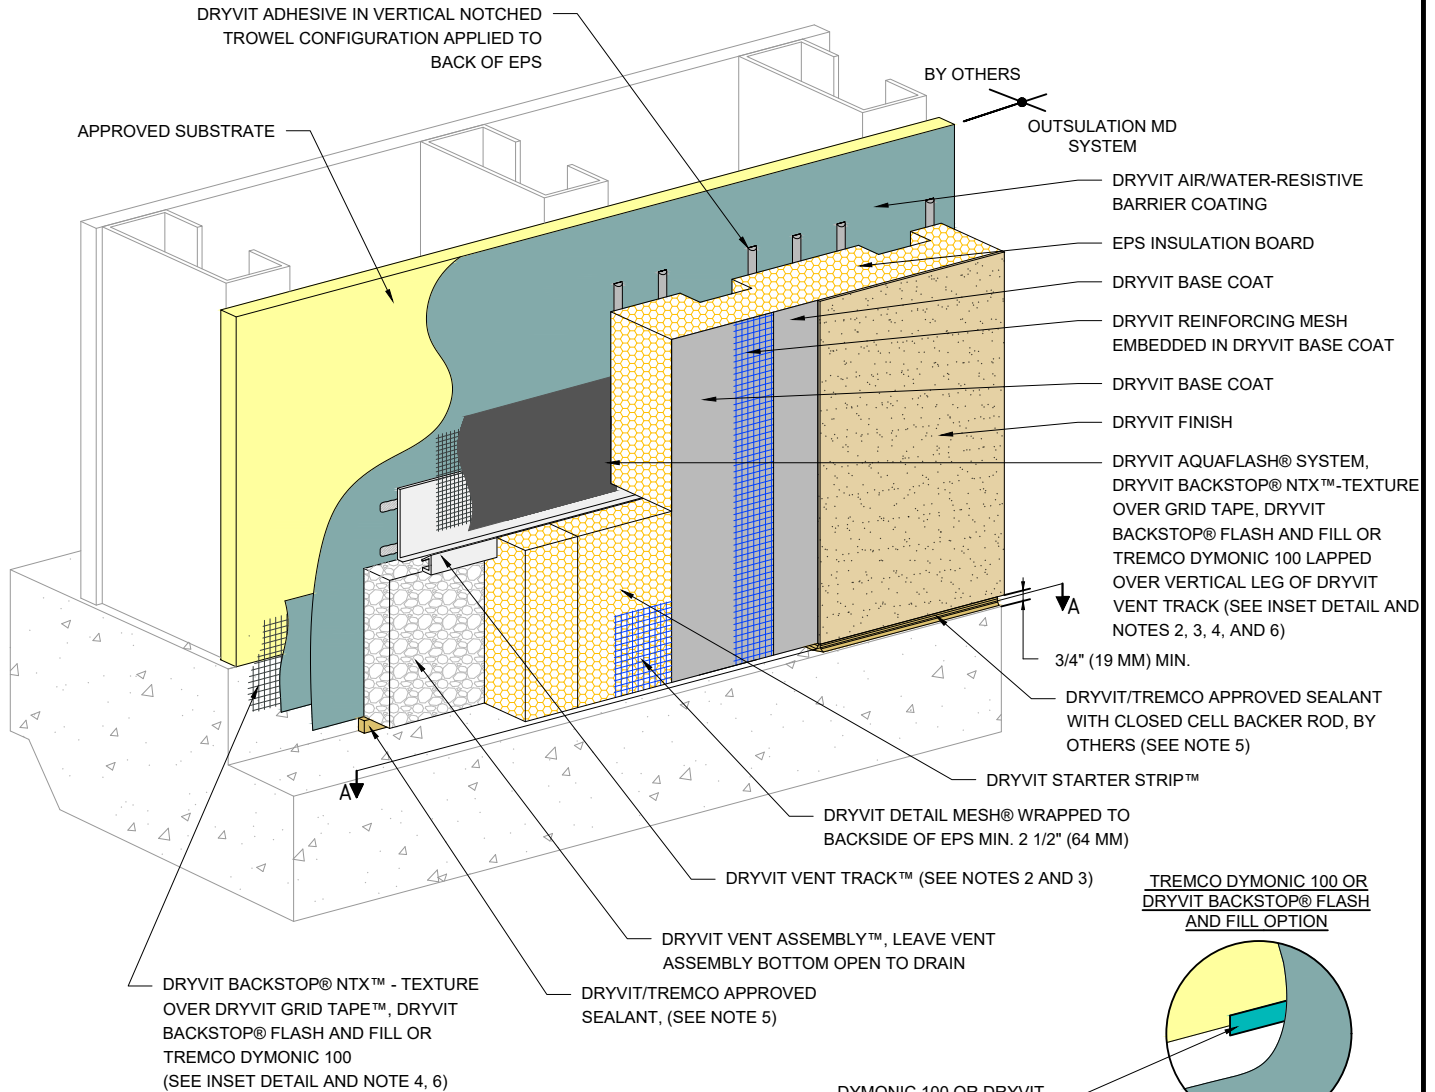 DRYVIT ADHESIVE IN VERTICAL NOTCHED
TROWEL CONFIGURATION APPLIED TO
BACK OF EPS
BY OTHERS
OUTSULATION MD
SYSTEM
APPROVED SUBSTRATE
DRYVIT AIR/WATER-RESISTIVE
BARRIER COATING
EPS INSULATION BOARD
DRYVIT BASE COAT
DRYVIT REINFORCING MESH
EMBEDDED IN DRYVIT BASE COAT
DRYVIT BASE COAT
DRYVIT FINISH
DRYVIT AQUAFLASH® SYSTEM,
DRYVIT BACKSTOP® NTX™-TEXTURE
OVER GRID TAPE, DRYVIT
BACKSTOP® FLASH AND FILL OR
TREMCO DYMONIC 100 LAPPED
OVER VERTICAL LEG OF DRYVIT
VENT TRACK (SEE INSET DETAIL AND
NOTES 2, 3, 4, AND 6)
A
3/4" (19 MM) MIN.
DRYVIT/TREMCO APPROVED SEALANT
WITH CLOSED CELL BACKER ROD, BY
OTHERS (SEE NOTE 5)
A
DRYVIT STARTER STRIP™
DRYVIT DETAIL MESH® WRAPPED TO
BACKSIDE OF EPS MIN. 2 1/2" (64 MM)
DRYVIT VENT TRACK™ (SEE NOTES 2 AND 3)
DRYVIT VENT ASSEMBLY™, LEAVE VENT
ASSEMBLY BOTTOM OPEN TO DRAIN
DRYVIT/TREMCO APPROVED
SEALANT, (SEE NOTE 5)
DRYVIT BACKSTOP® NTX™ - TEXTURE
OVER DRYVIT GRID TAPE™, DRYVIT
BACKSTOP® FLASH AND FILL OR
TREMCO DYMONIC 100
(SEE INSET DETAIL AND NOTE 4, 6)
TREMCO DYMONIC 100 OR
DRYVIT BACKSTOP® FLASH
AND FILL OPTION
DYMONIC 100 OR DRYVIT